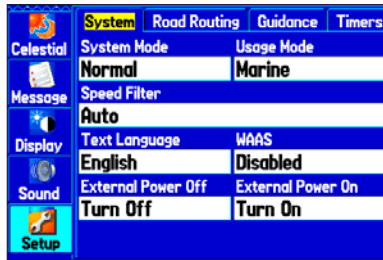 System Road Routing Guidance Timers
Celestial
System Mode Usage Mode
Normal Marine
Message
Speed Filter
Auto
Display
Text Language WAAS
English Disabled
Sound
External Power Off External Power On
Turn Off Turn On
Setup